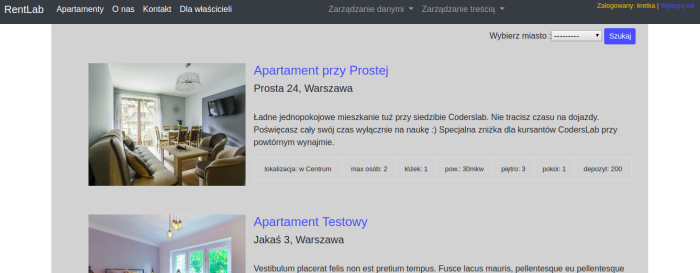 RentLab Apartamenty O nas Kontakt Dla właścicieli Zarządzanie danymi Zarządzanie treścią Zalogowany: kretka | Wyloguj się
Wybierz miasto : --------- Szukaj
Apartament przy Prostej
Prosta 24, Warszawa
Ładne jednopokojowe mieszkanie tuż przy siedzibie Coderslab. Nie tracisz czasu na dojazdy.
Poświęcasz cały swój czas wyłącznie na naukę :) Specjalna zniżka dla kursantów CodersLab przy
powtórnym wynajmie.
lokalizacja: w Centrum max osób: 2 łóżek: 1 pow.: 30mkw piętro: 3 pokoi: 1 depozyt: 200
Apartament Testowy
Jakaś 3, Warszawa
Vestibulum placerat felis non est pretium tempus. Fusce lacus mauris, pellentesque eu pellentesque